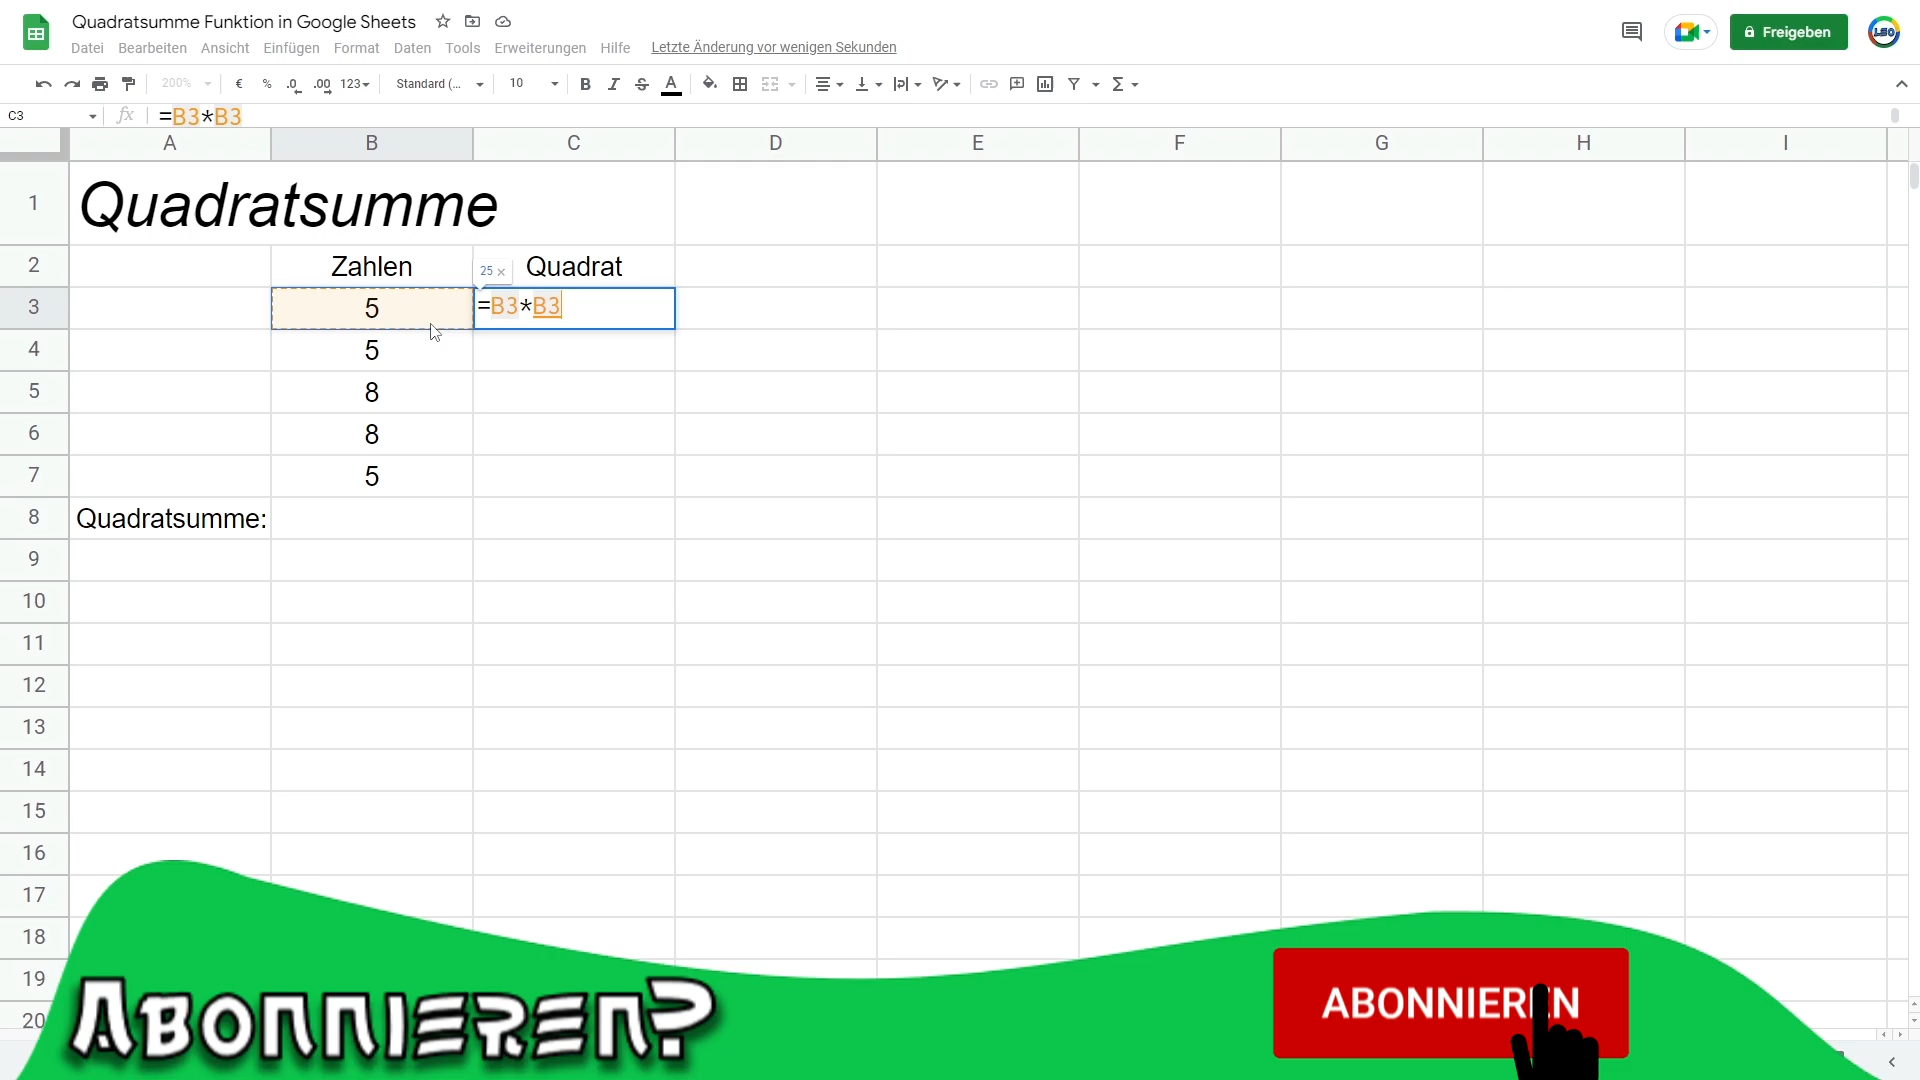 Quadratsumme Funktion in Google Sheets
Datei Bearbeiten Ansicht Einfügen Format Daten Tools Erweiterungen Hilfe Letzte Änderung vor wenigen Sekunden
Freigeben
LSO
200% € % .0 .00 123 Standard (... 10 B I S A Σ
C3 fx =B3*B3
A B C D E F G H I
1 Quadratsumme
2 Zahlen 25 × Quadrat
3 5 =B3*B3
4 5
5 8
6 8
7 5
8 Quadratsumme:
9
10
11
12
13
14
15
16
17
18
19
20
Abonnieren?
ABONNIEREN